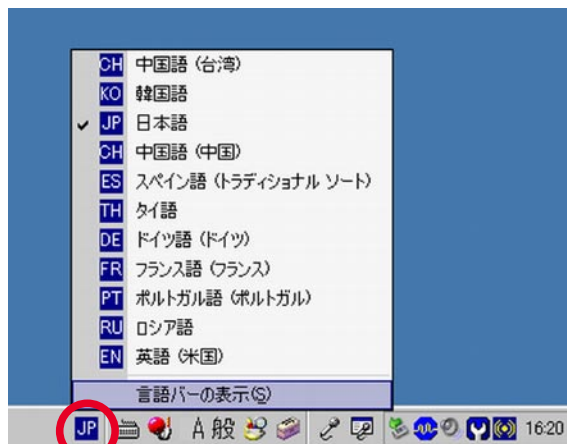 CH 中国語 (台湾)
KO 韓国語
JP 日本語
CH 中国語 (中国)
ES スペイン語 (トラディショナル ソート)
TH タイ語
DE ドイツ語 (ドイツ)
FR フランス語 (フランス)
PT ポルトガル語 (ポルトガル)
RU ロシア語
EN 英語 (米国)
言語バーの表示(S)
JP A 般 16:20